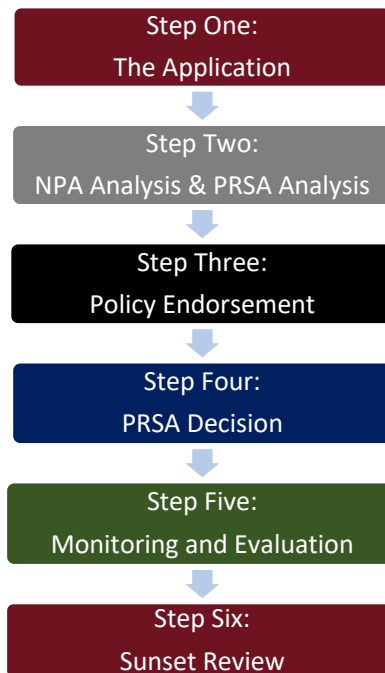 Step One:
The Application
Step Two:
NPA Analysis & PRSA Analysis
Step Three:
Policy Endorsement
Step Four:
PRSA Decision
Step Five:
Monitoring and Evaluation
Step Six:
Sunset Review